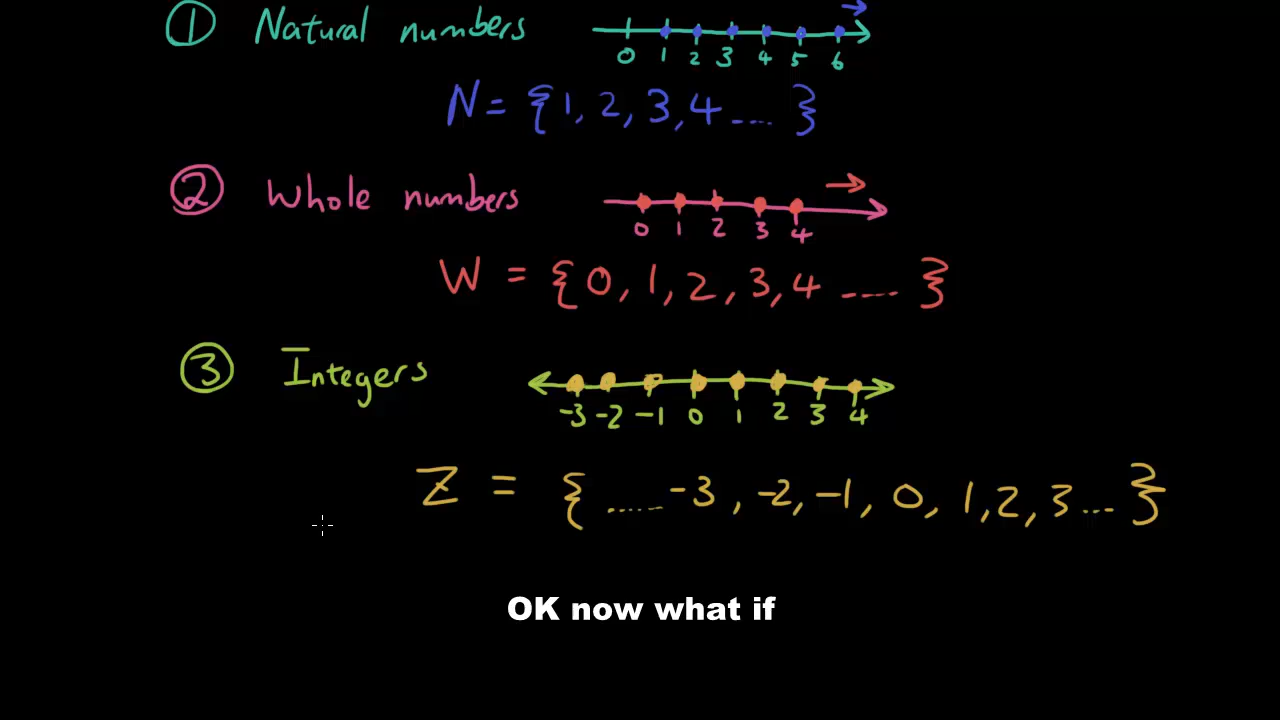 ① Natural numbers
0 1 2 3 4 5 6
N = {1, 2, 3, 4 .... }
② Whole numbers
0 1 2 3 4
W = {0, 1, 2, 3, 4 ..... }
③ Integers
-3 -2 -1 0 1 2 3 4
Z = { ..... -3, -2, -1, 0, 1, 2, 3 ... }
OK now what if